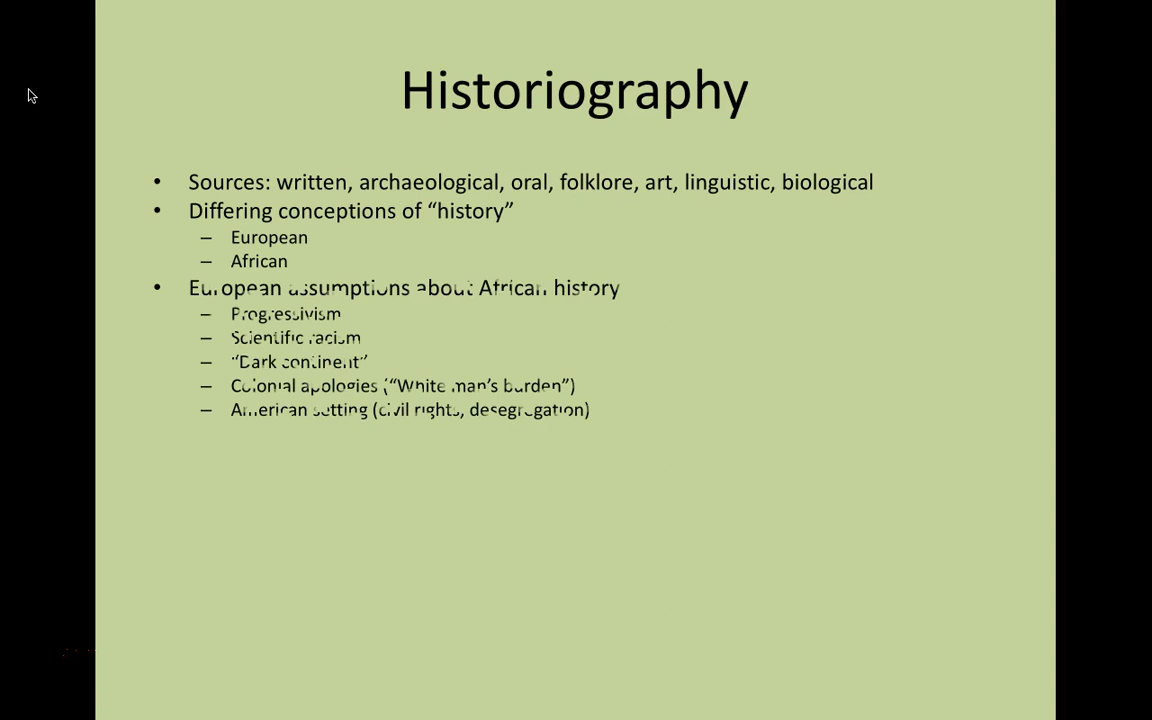 Historiography
• Sources: written, archaeological, oral, folklore, art, linguistic, biological
• Differing conceptions of “history”
– European
– African
• European assumptions about African history
– Progressivism
– Scientific racism
– “Dark continent”
– Colonial apologies (“White man’s burden”)
– American setting (civil rights, desegregation)